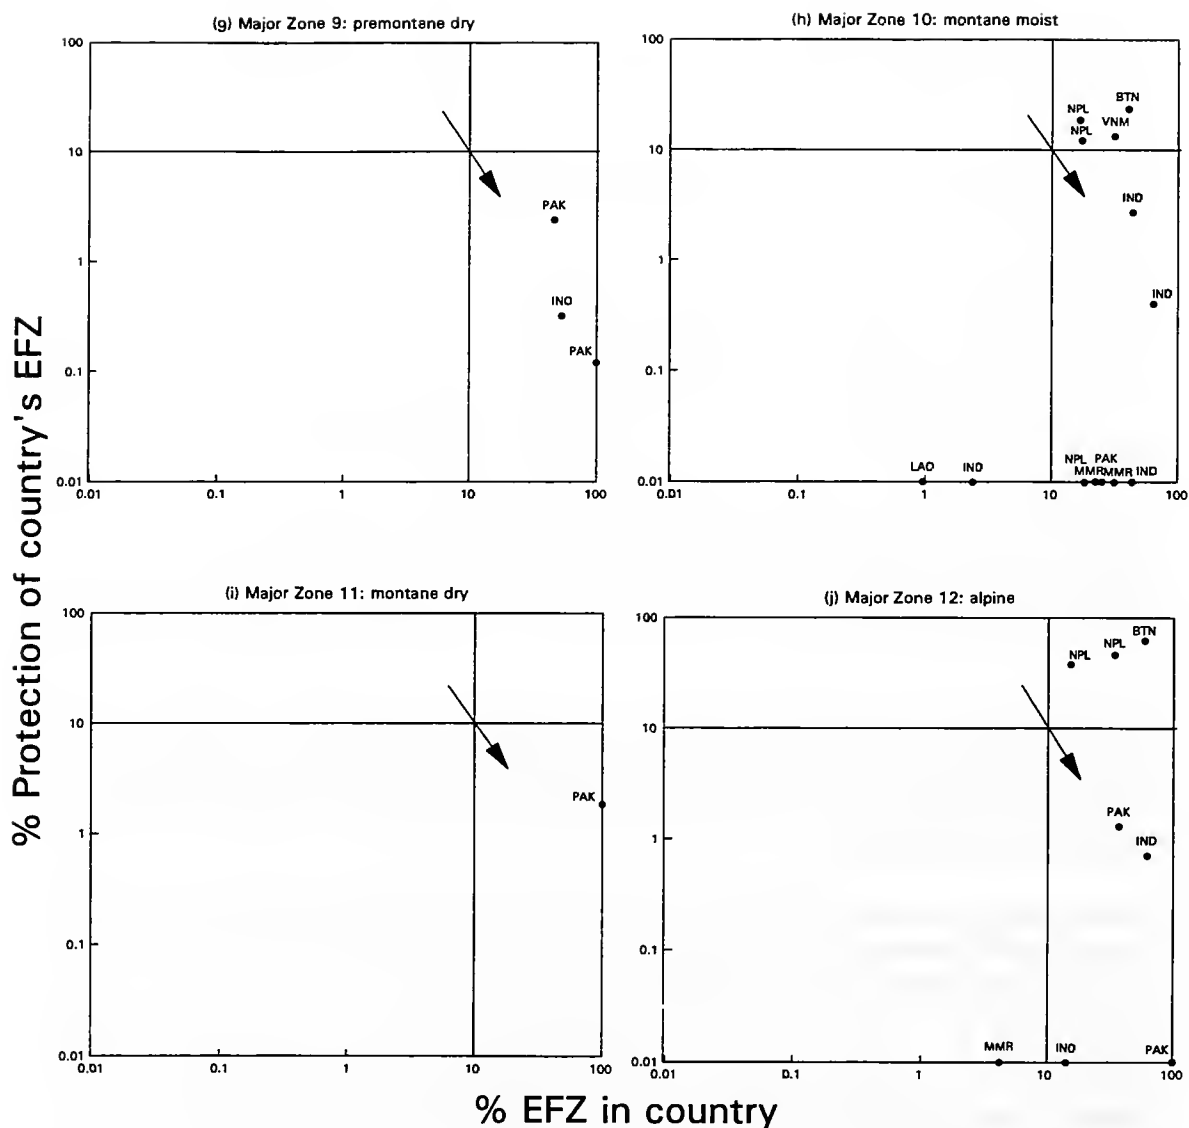 (g) Major Zone 9: premontane dry
100
10
1
0.1
0.01
0.01
0.1
1
10
100
PAK
INO
PAK
(h) Major Zone 10: montane moist
100
10
1
0.1
0.01
0.01
0.1
1
10
100
BTN
NPL
VNM
NPL
IND
IND
LAO
IND
NPL
PAK
MMR
MMR
IND
% Protection of country's EFZ
(i) Major Zone 11: montane dry
100
10
1
0.1
0.01
0.01
0.1
1
10
100
PAK
(j) Major Zone 12: alpine
100
10
1
0.1
0.01
0.01
0.1
1
10
100
BTN
NPL
NPL
PAK
IND
MMR
INO
PAK
% EFZ in country